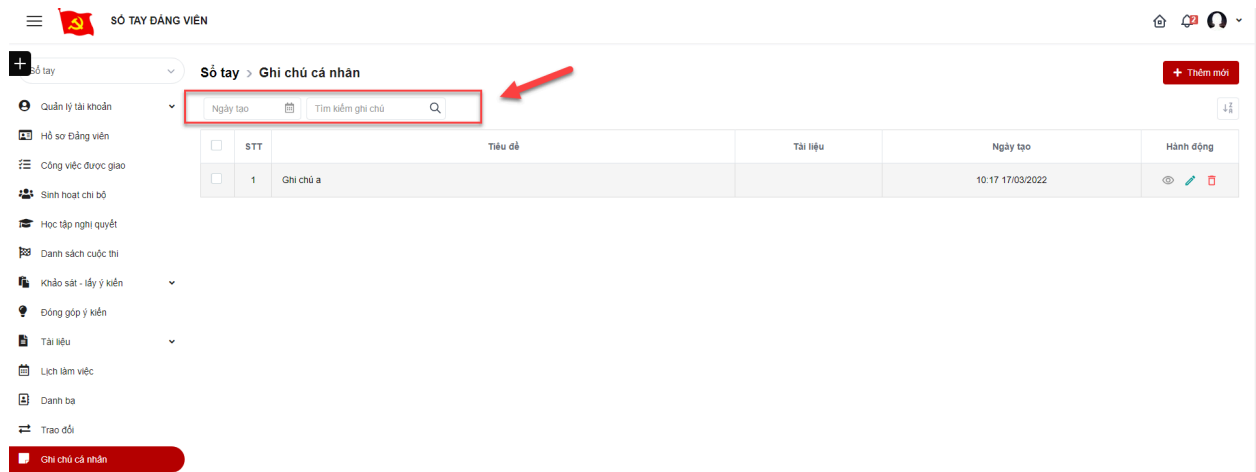 SỔ TAY ĐẢNG VIÊN
2
Sổ tay
Sổ tay > Ghi chú cá nhân
+ Thêm mới
Ngày tạo
Tìm kiếm ghi chú
STT
Tiêu đề
Tài liệu
Ngày tạo
Hành động
1
Ghi chú a
10:17 17/03/2022
Quản lý tài khoản
Hồ sơ Đảng viên
Công việc được giao
Sinh hoạt chi bộ
Học tập nghị quyết
Danh sách cuộc thi
Khảo sát - lấy ý kiến
Đóng góp ý kiến
Tài liệu
Lịch làm việc
Danh bạ
Trao đổi
Ghi chú cá nhân